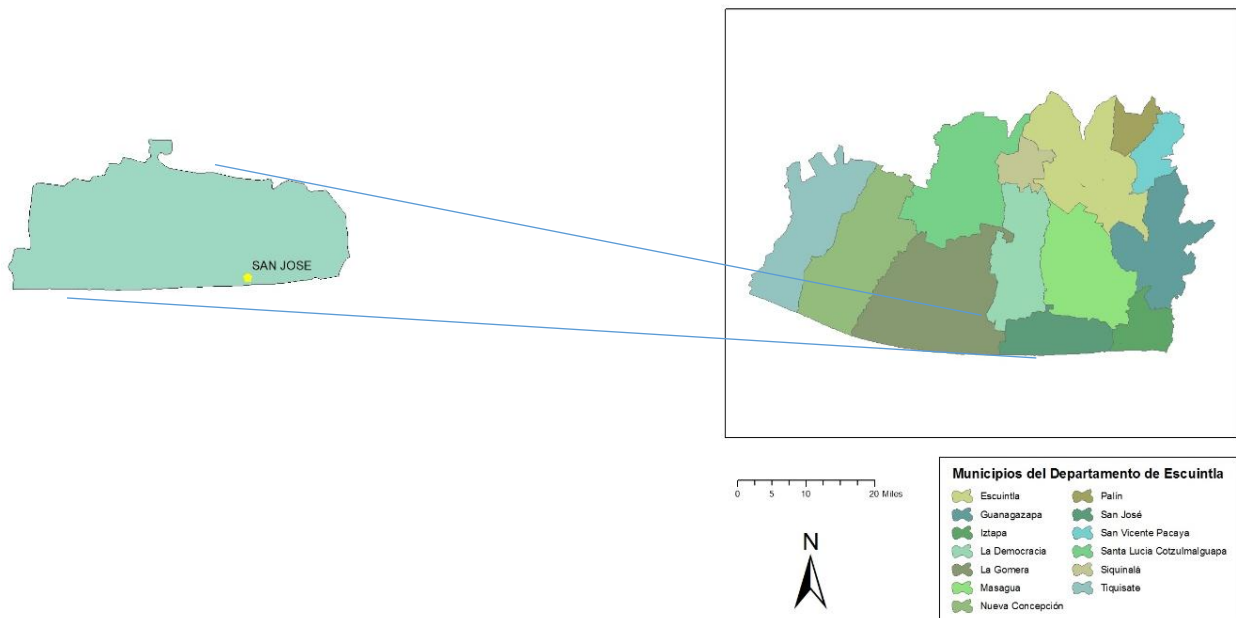 SAN JOSE
0 5 10 20 Miles
N
Municipios del Departamento de Escuintla
Escuintla
Guanagazapa
Iztapa
La Democracia
La Gomera
Masagua
Nueva Concepción
Palín
San José
San Vicente Pacaya
Santa Lucia Cotzulmalguapa
Siquinalá
Tiquisate